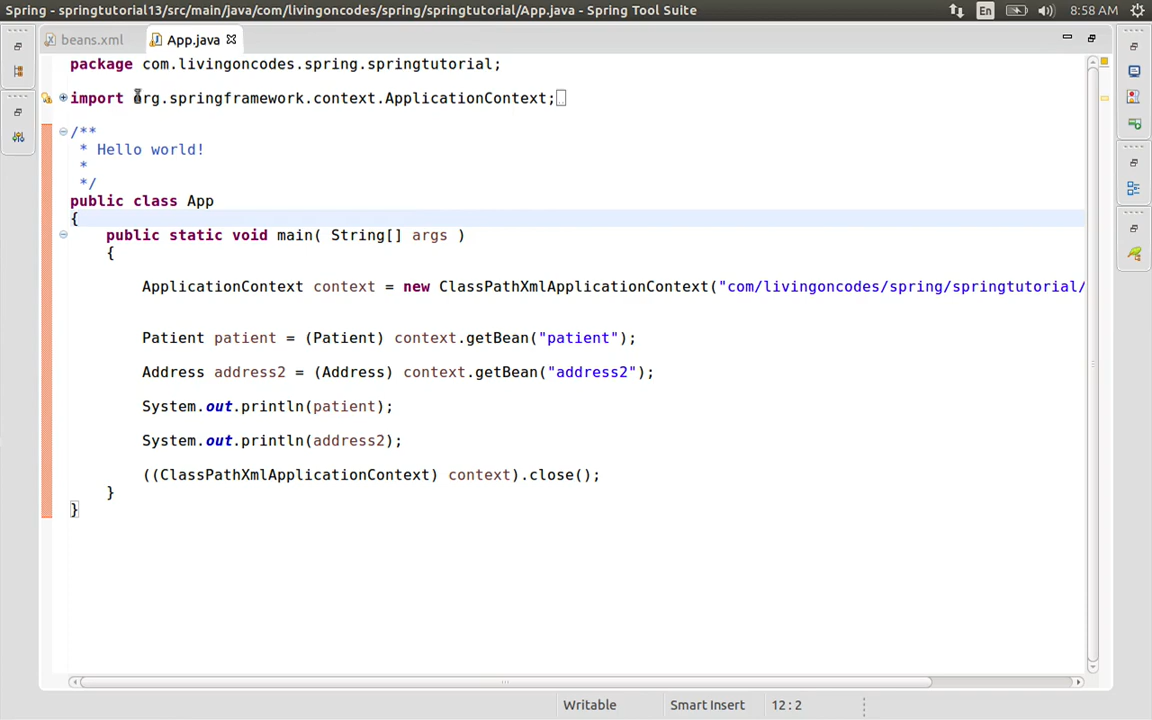 Spring - springtutorial13/src/main/java/com/livingoncodes/spring/springtutorial/App.java - Spring Tool Suite
En
8:58 AM
beans.xml
App.java
package com.livingoncodes.spring.springtutorial;
import org.springframework.context.ApplicationContext;
/**
* Hello world!
*
*/
public class App
{
public static void main( String[] args )
{
ApplicationContext context = new ClassPathXmlApplicationContext("com/livingoncodes/spring/springtutorial/
Patient patient = (Patient) context.getBean("patient");
Address address2 = (Address) context.getBean("address2");
System.out.println(patient);
System.out.println(address2);
((ClassPathXmlApplicationContext) context).close();
}
}
Writable
Smart Insert
12 : 2